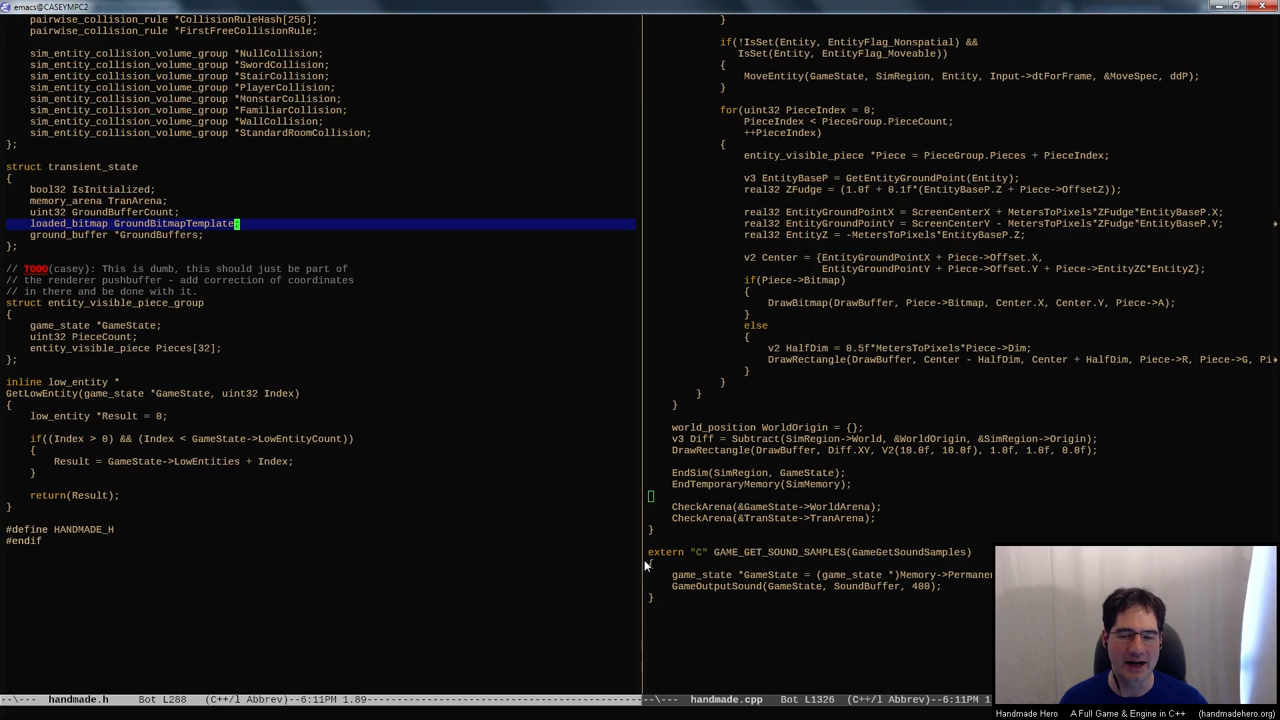 emacs@CASEYMPC2
pairwise_collision_rule *CollisionRuleHash[256];
pairwise_collision_rule *FirstFreeCollisionRule;
sim_entity_collision_volume_group *NullCollision;
sim_entity_collision_volume_group *SwordCollision;
sim_entity_collision_volume_group *StairCollision;
sim_entity_collision_volume_group *PlayerCollision;
sim_entity_collision_volume_group *MonstarCollision;
sim_entity_collision_volume_group *FamiliarCollision;
sim_entity_collision_volume_group *WallCollision;
sim_entity_collision_volume_group *StandardRoomCollision;
};
struct transient_state
{
bool32 IsInitialized;
memory_arena TranArena;
uint32 GroundBufferCount;
loaded_bitmap GroundBitmapTemplate;
ground_buffer *GroundBuffers;
};
// TODO(casey): This is dumb, this should just be part of
// the renderer pushbuffer - add correction of coordinates
// in there and be done with it.
struct entity_visible_piece_group
{
game_state *GameState;
uint32 PieceCount;
entity_visible_piece Pieces[32];
};
inline low_entity *
GetLowEntity(game_state *GameState, uint32 Index)
{
low_entity *Result = 0;
if((Index > 0) && (Index < GameState->LowEntityCount))
{
Result = GameState->LowEntities + Index;
}
return(Result);
}
#define HANDMADE_H
#endif
--\--- handmade.h Bot L288 (C++/l Abbrev)--6:11PM 1.89
}
if(!IsSet(Entity, EntityFlag_Nonspatial) &&
IsSet(Entity, EntityFlag_Moveable))
{
MoveEntity(GameState, SimRegion, Entity, Input->dtForFrame, &MoveSpec, ddP);
}
for(uint32 PieceIndex = 0;
PieceIndex < PieceGroup.PieceCount;
++PieceIndex)
{
entity_visible_piece *Piece = PieceGroup.Pieces + PieceIndex;
v3 EntityBaseP = GetEntityGroundPoint(Entity);
real32 ZFudge = (1.0f + 0.1f*(EntityBaseP.Z + Piece->OffsetZ));
real32 EntityGroundPointX = ScreenCenterX + MetersToPixels*ZFudge*EntityBaseP.X;
real32 EntityGroundPointY = ScreenCenterY - MetersToPixels*ZFudge*EntityBaseP.Y;
real32 EntityZ = -MetersToPixels*EntityBaseP.Z;
v2 Center = {EntityGroundPointX + Piece->Offset.X,
EntityGroundPointY + Piece->Offset.Y + Piece->EntityZC*EntityZ};
if(Piece->Bitmap)
{
DrawBitmap(DrawBuffer, Piece->Bitmap, Center.X, Center.Y, Piece->A);
}
else
{
v2 HalfDim = 0.5f*MetersToPixels*Piece->Dim;
DrawRectangle(DrawBuffer, Center - HalfDim, Center + HalfDim, Piece->R, Piece->G, Pi
}
}
}
}
world_position WorldOrigin = {};
v3 Diff = Subtract(SimRegion->World, &WorldOrigin, &SimRegion->Origin);
DrawRectangle(DrawBuffer, Diff.XY, V2(10.0f, 10.0f), 1.0f, 1.0f, 0.0f);
EndSim(SimRegion, GameState);
EndTemporaryMemory(SimMemory);
CheckArena(&GameState->WorldArena);
CheckArena(&TranState->TranArena);
}
extern "C" GAME_GET_SOUND_SAMPLES(GameGetSoundSamples)
{
game_state *GameState = (game_state *)Memory->Permanen
GameOutputSound(GameState, SoundBuffer, 400);
}
--\--- handmade.cpp Bot L1326 (C++/l Abbrev)--6:11PM 1
Handmade Hero A Full Game & Engine in C++ (handmadehero.org)